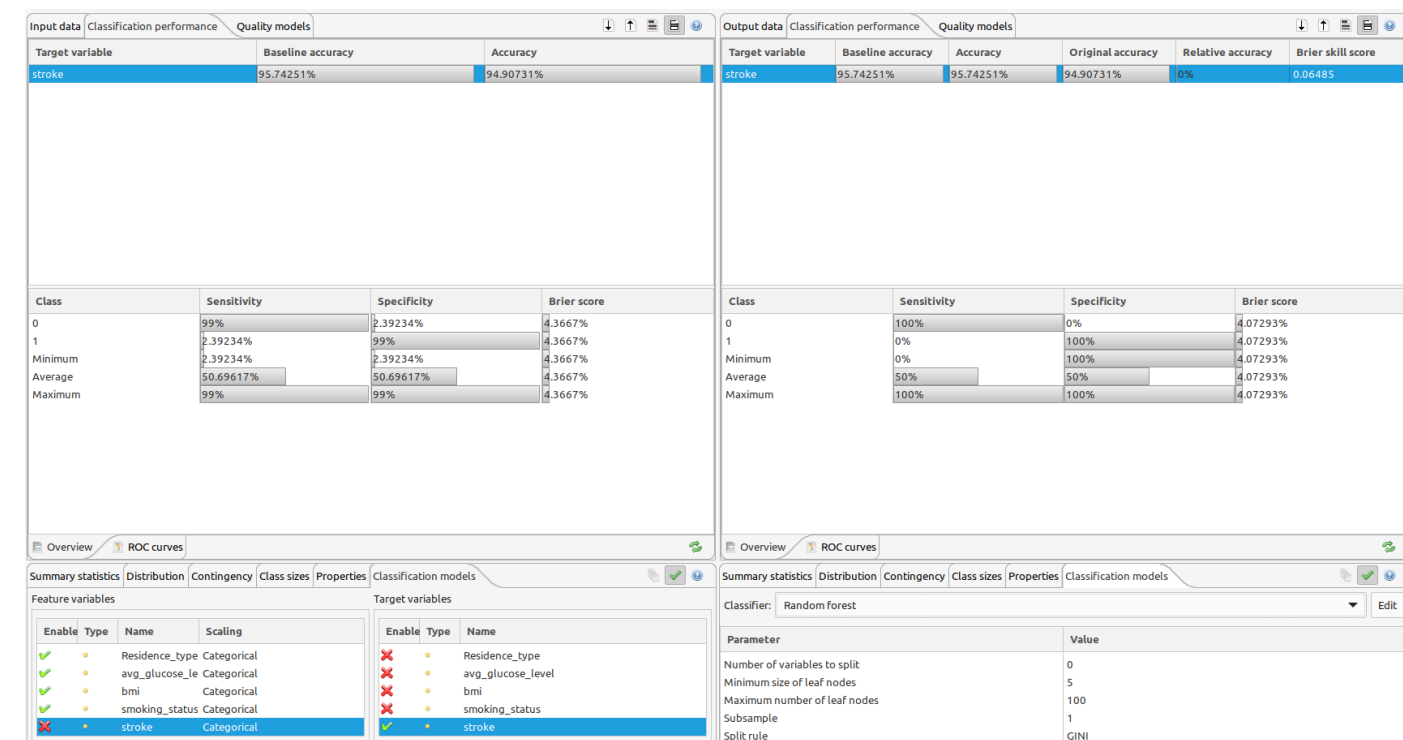 Input data Classification performance Quality models
Target variable Baseline accuracy Accuracy
stroke 95.74251% 94.90731%
Class Sensitivity Specificity Brier score
0 99% 2.39234% 4.3667%
1 2.39234% 99% 4.3667%
Minimum 2.39234% 2.39234% 4.3667%
Average 50.69617% 50.69617% 4.3667%
Maximum 99% 99% 4.3667%
Overview ROC curves
Output data Classification performance Quality models
Target variable Baseline accuracy Accuracy Original accuracy Relative accuracy Brier skill score
stroke 95.74251% 95.74251% 94.90731% 0% 0.06485
Class Sensitivity Specificity Brier score
0 100% 0% 4.07293%
1 0% 100% 4.07293%
Minimum 0% 100% 4.07293%
Average 50% 50% 4.07293%
Maximum 100% 100% 4.07293%
Overview ROC curves
Summary statistics Distribution Contingency Class sizes Properties Classification models
Feature variables
Enable Type Name Scaling
Residence_type Categorical
avg_glucose_le Categorical
bmi Categorical
smoking_status Categorical
stroke Categorical
Target variables
Enable Type Name
Residence_type
avg_glucose_level
bmi
smoking_status
stroke
Summary statistics Distribution Contingency Class sizes Properties Classification models
Classifier: Random forest Edit
Parameter Value
Number of variables to split 0
Minimum size of leaf nodes 5
Maximum number of leaf nodes 100
Subsample 1
Split rule GINI